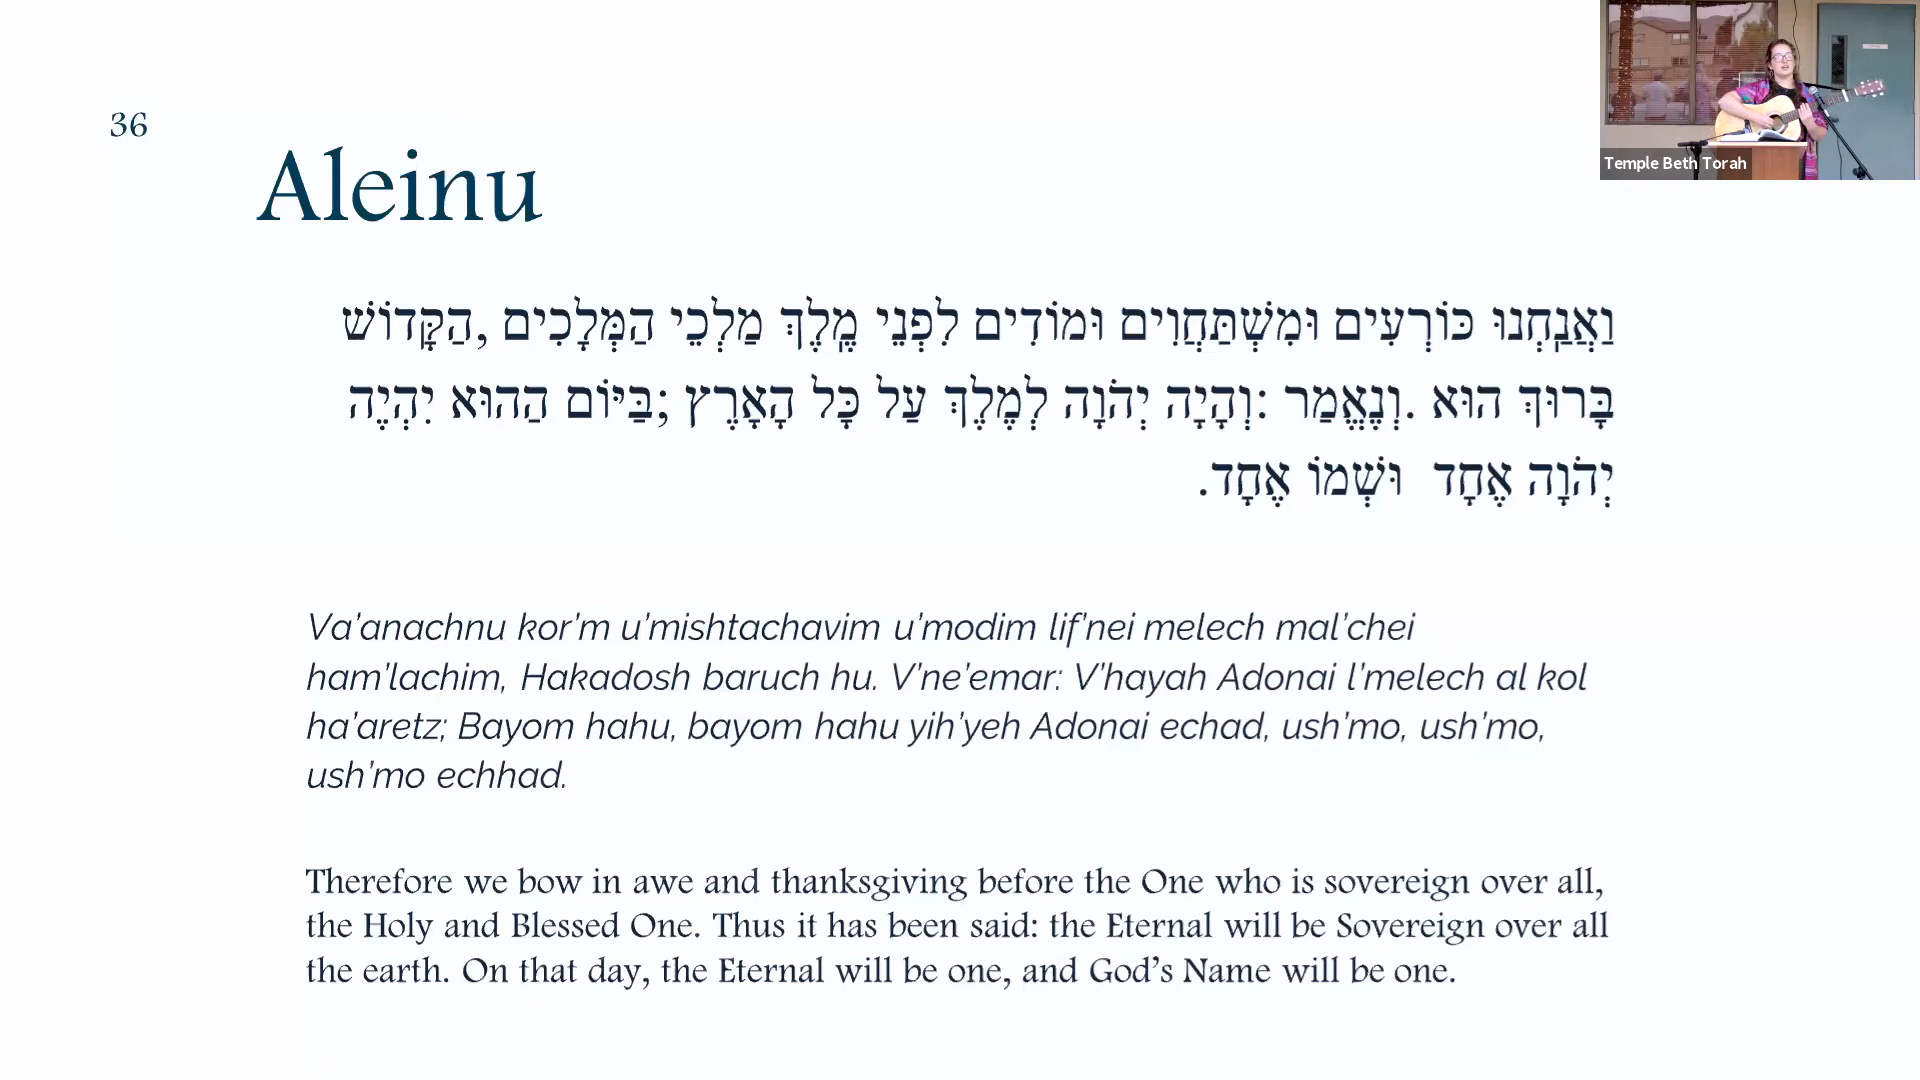 36
Aleinu
וַאֲנַֽחְנוּ כּוֹרְעִים וּמִשְׁתַּחֲוִים וּמוֹדִים לִפְנֵי מֶֽלֶךְ מַלְכֵי הַמְּלָכִים ,הַקָּדוֹשׁ
בָּרוּךְ הוּא .וְנֶאֱמַר :וְהָיָה יְהֹוָה לְמֶלֶךְ עַל כָּל הָאָרֶץ ;בַּיּוֹם הַהוּא יִהְיֶה
יְהֹוָה אֶחָד וּשְׁמוֹ אֶחָד.
Va’anachnu kor’m u’mishtachavim u’modim lif’nei melech mal’chei
ham’lachim, Hakadosh baruch hu. V’ne’emar: V’hayah Adonai l’melech al kol
ha’aretz; Bayom hahu, bayom hahu yih’yeh Adonai echad, ush’mo, ush’mo,
ush’mo echhad.
Therefore we bow in awe and thanksgiving before the One who is sovereign over all,
the Holy and Blessed One. Thus it has been said: the Eternal will be Sovereign over all
the earth. On that day, the Eternal will be one, and God’s Name will be one.
Temple Beth Torah